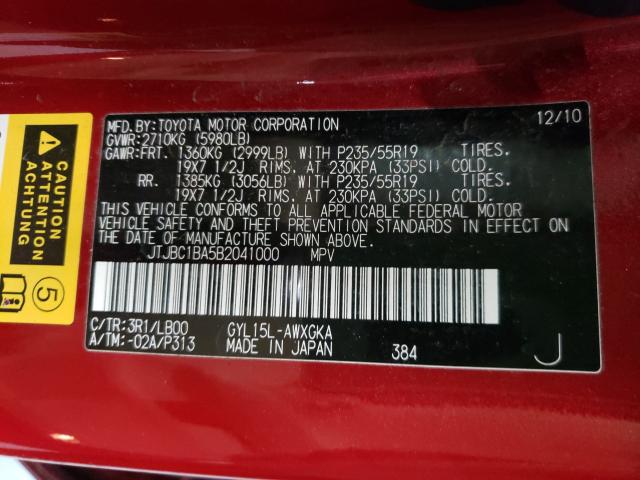 MFD.BY:TOYOTA MOTOR CORPORATION 12/10
GVWR:2710KG (5980LB)
GAWR:FRT. 1360KG (2999LB) WITH P235/55R19 TIRES.
19X7 1/2J RIMS. AT 230KPA (33PSI) COLD.
RR. 1385KG (3056LB) WITH P235/55R19 TIRES.
19X7 1/2J RIMS. AT 230KPA (33PSI) COLD.
THIS VEHICLE CONFORMS TO ALL APPLICABLE FEDERAL MOTOR
VEHICLE SAFETY AND THEFT PREVENTION STANDARDS IN EFFECT ON
THE DATE OF MANUFACTURE SHOWN ABOVE.
JTJBC1BA5B2041000 MPV
C/TR:3R1/LB00 GYL15L-AWXGKA
A/TM:-02A/P313 MADE IN JAPAN 384 J
CAUTION
ATTENTION
ACHTUNG
5